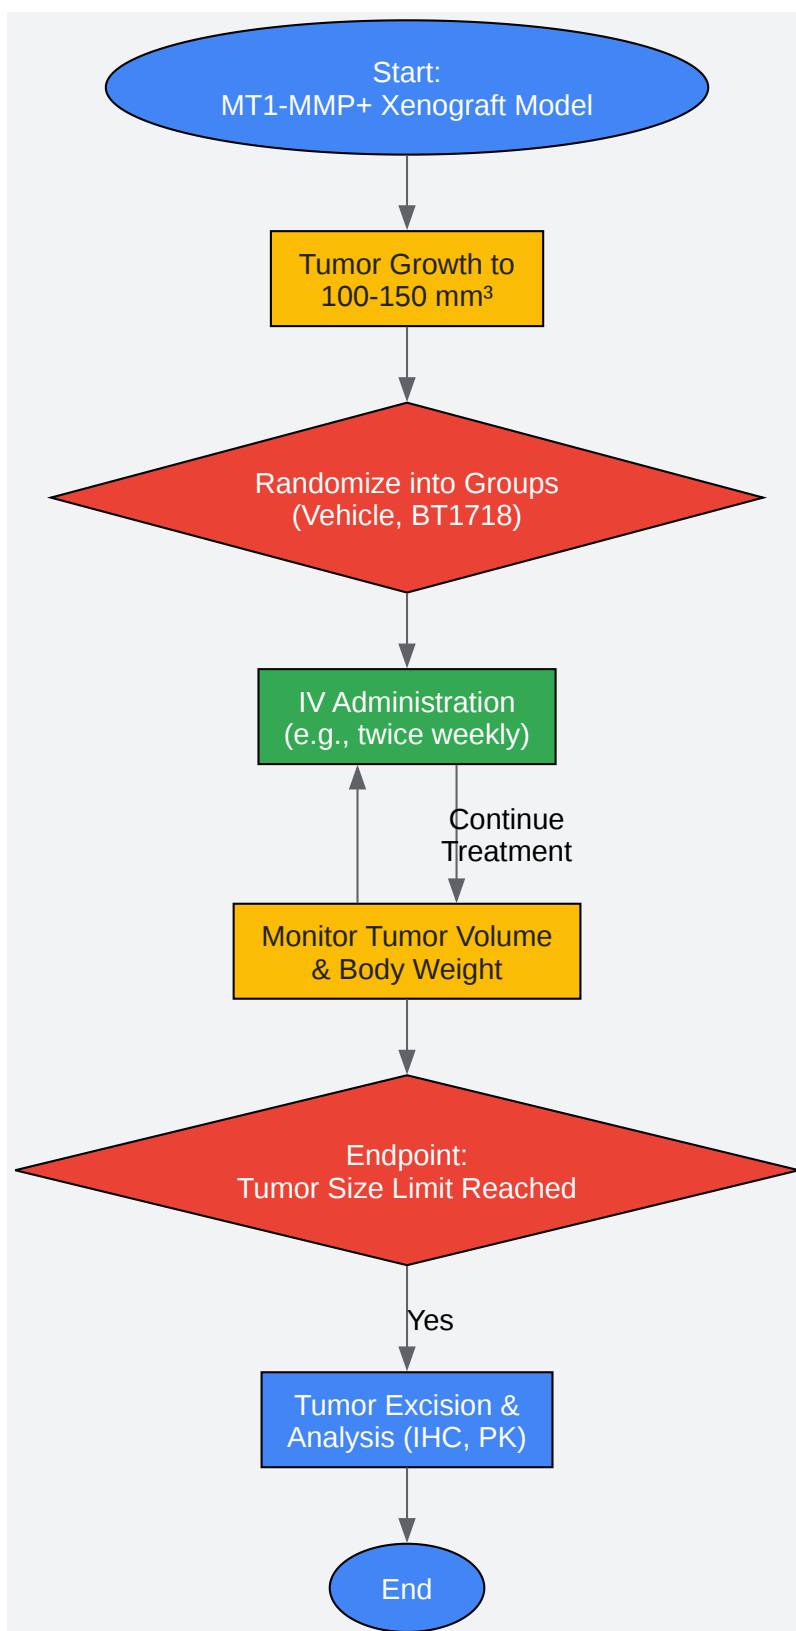 Start:
MT1-MMP+ Xenograft Model
Tumor Growth to
100-150 mm³
Randomize into Groups
(Vehicle, BT1718)
IV Administration
(e.g., twice weekly)
Continue
Treatment
Monitor Tumor Volume
& Body Weight
Endpoint:
Tumor Size Limit Reached
Yes
Tumor Excision &
Analysis (IHC, PK)
End